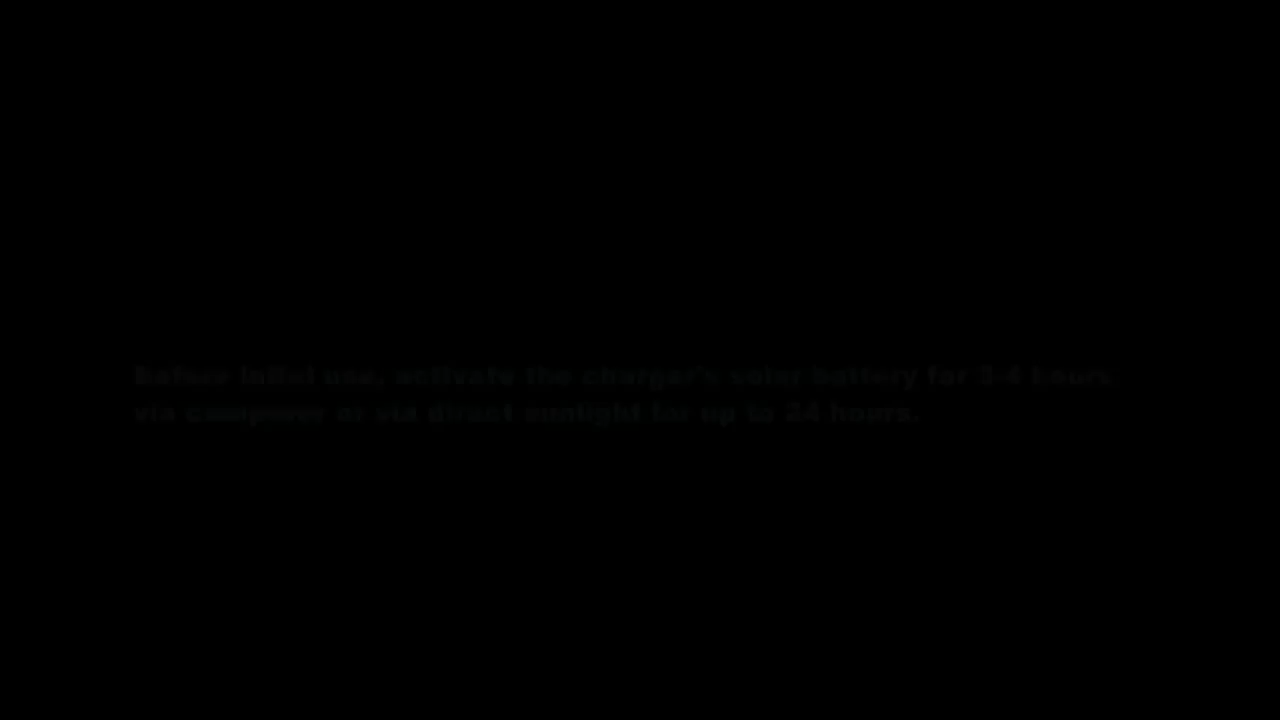 Before initial use, activate the charger's solar battery for 3-4 hours
via computer or via direct sunlight for up to 24 hours.